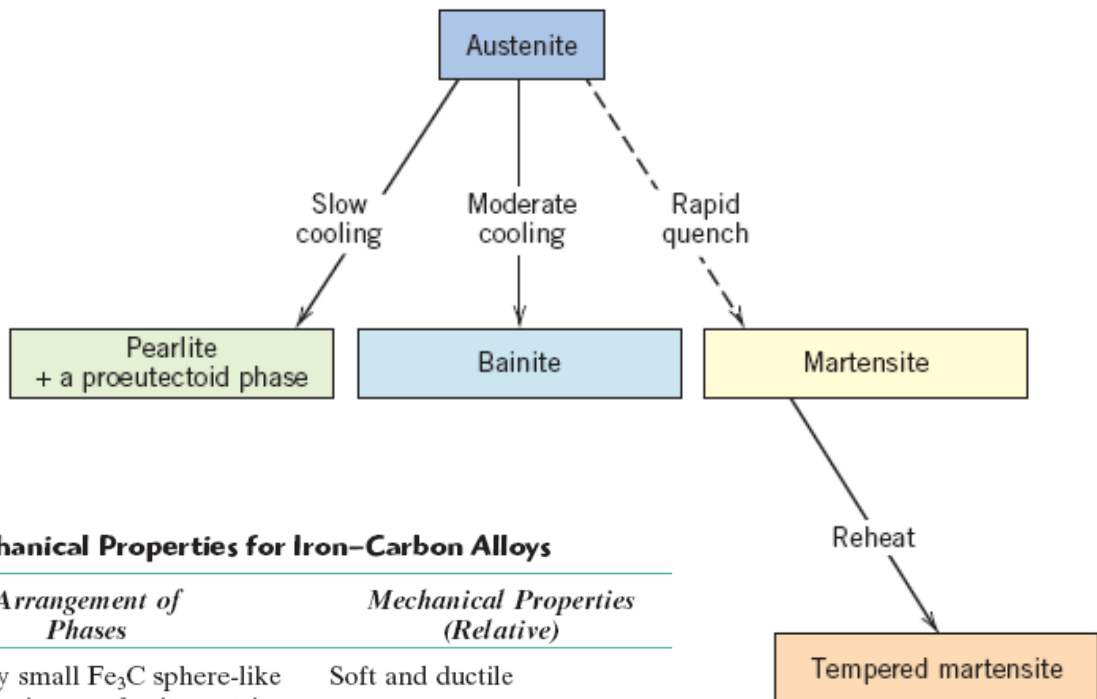 Austenite
Slow
cooling
Moderate
cooling
Rapid
quench
Pearlite
+ a proeutectoid phase
Bainite
Martensite
Reheat
Tempered martensite
Properties for Iron–Carbon Alloys
Arrangement of
Phases
Mechanical Properties
(Relative)
small Fe₃C sphere-like
Soft and ductile